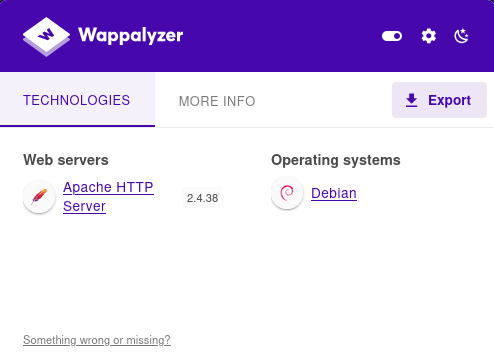 Wappalyzer
TECHNOLOGIES
MORE INFO
Export
Web servers
Apache HTTP
Server
2.4.38
Operating systems
Debian
Something wrong or missing?